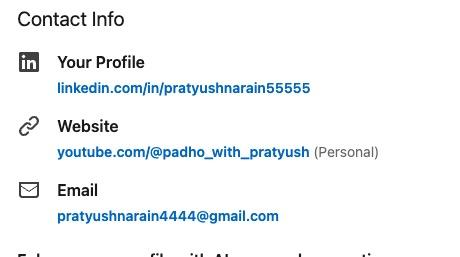 Contact Info
Your Profile
linkedin.com/in/pratyushnarain55555
Website
youtube.com/@padho_with_pratyush (Personal)
Email
pratyushnarain4444@gmail.com